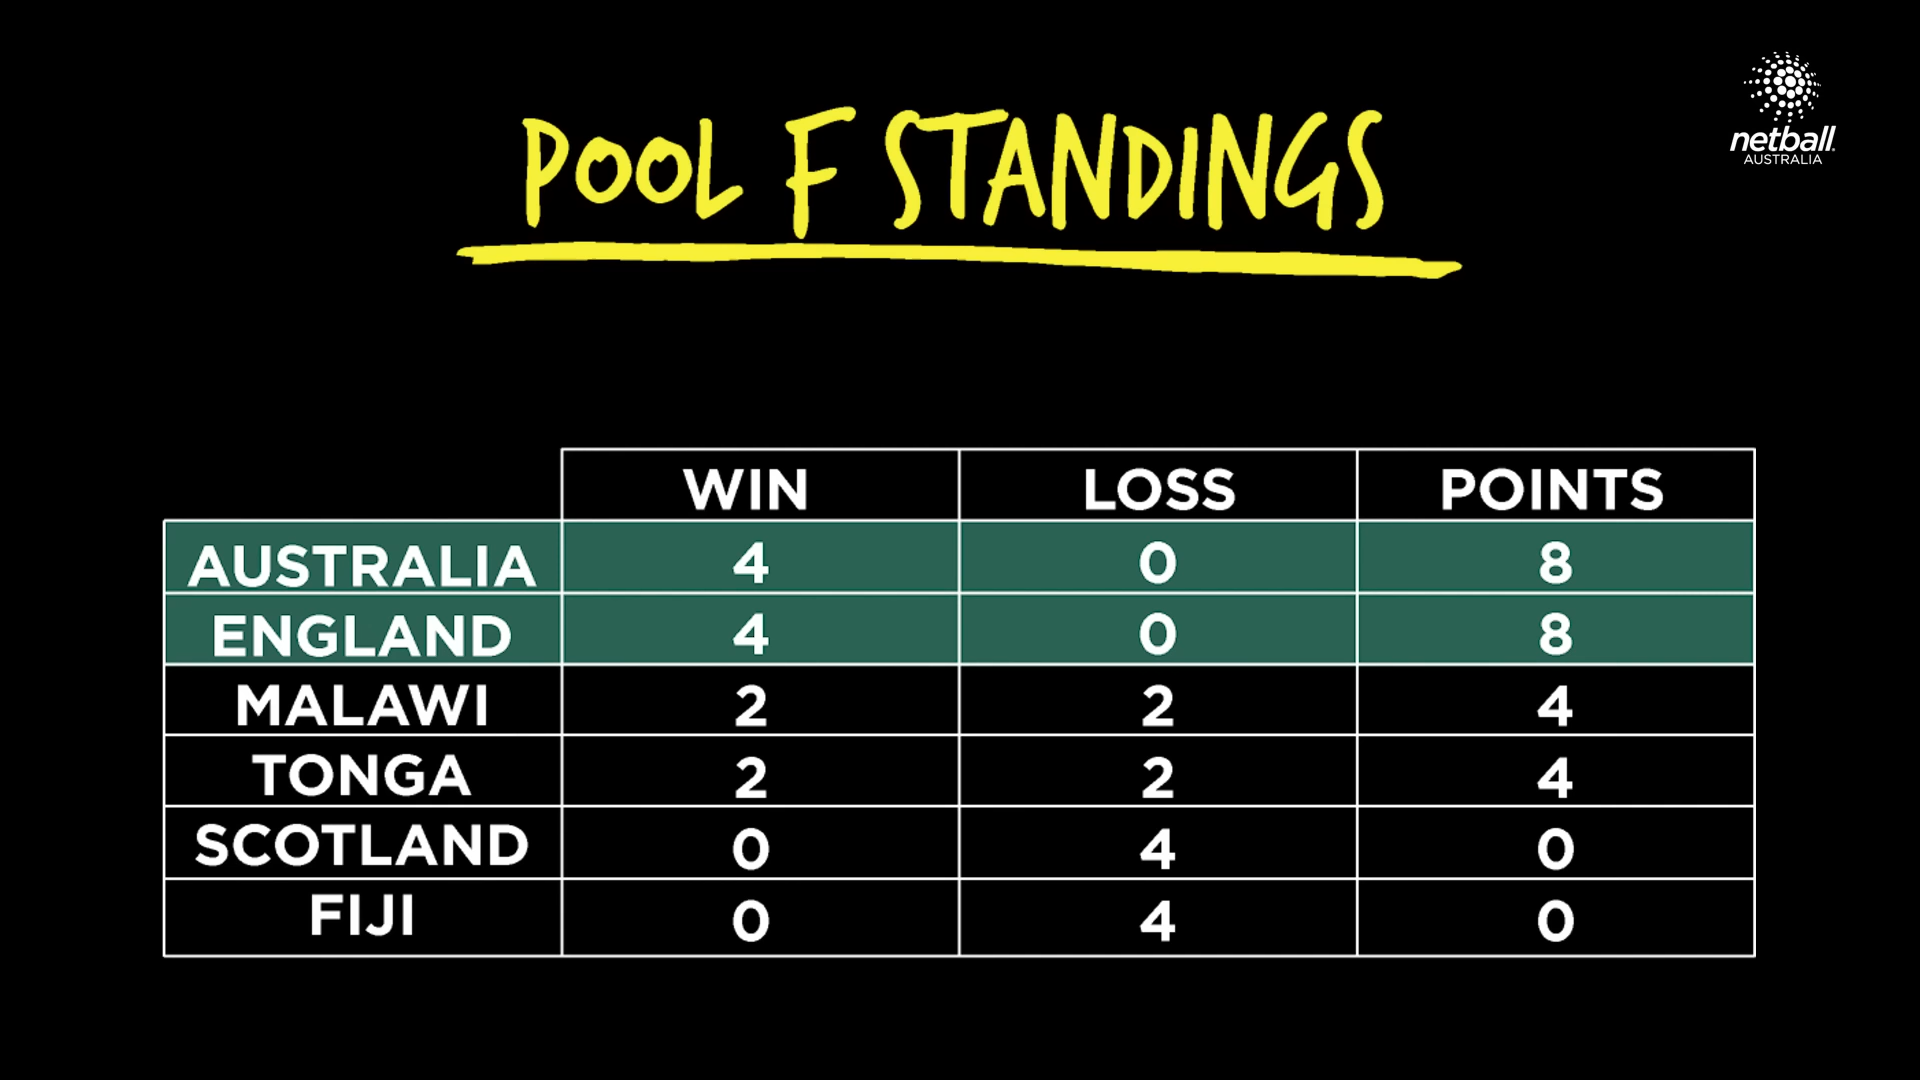 netball
AUSTRALIA
POOL F STANDINGS
WIN LOSS POINTS
AUSTRALIA 4 0 8
ENGLAND 4 0 8
MALAWI 2 2 4
TONGA 2 2 4
SCOTLAND 0 4 0
FIJI 0 4 0